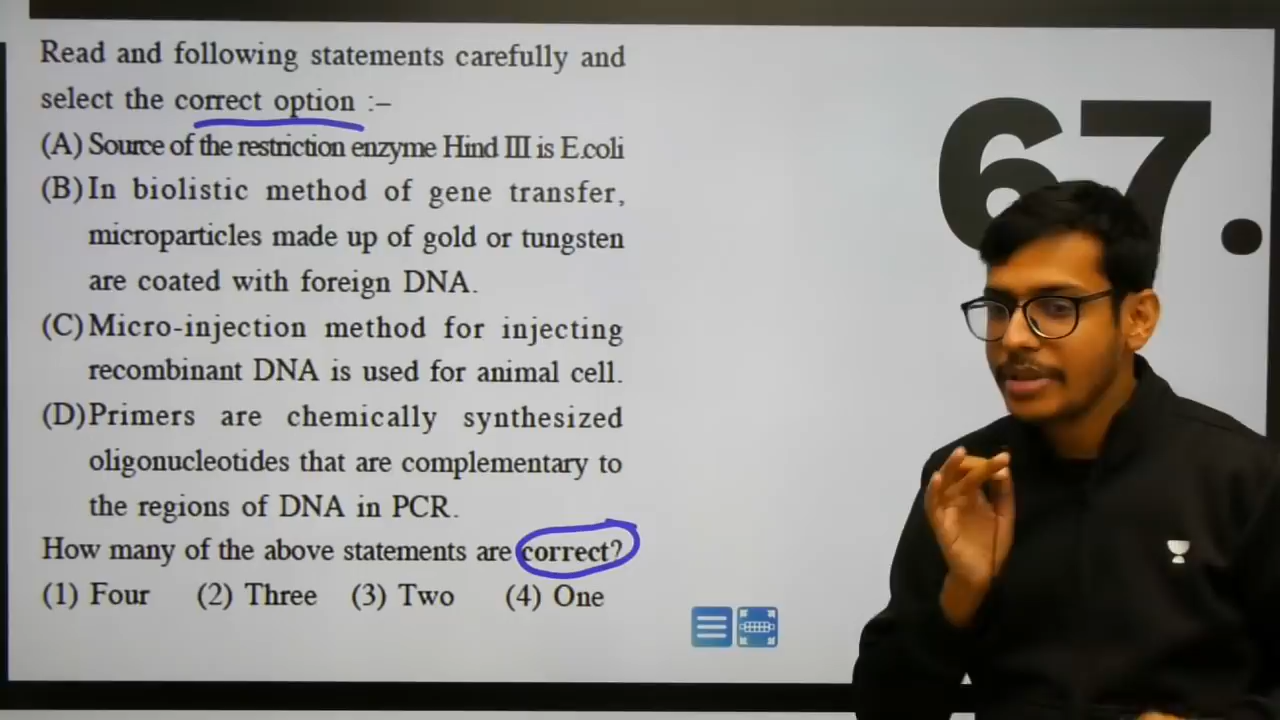 Read and following statements carefully and
select the correct option :–
(A) Source of the restriction enzyme Hind III is E.coli
(B) In biolistic method of gene transfer,
microparticles made up of gold or tungsten
are coated with foreign DNA.
(C) Micro-injection method for injecting
recombinant DNA is used for animal cell.
(D) Primers are chemically synthesized
oligonucleotides that are complementary to
the regions of DNA in PCR.
How many of the above statements are correct?
(1) Four (2) Three (3) Two (4) One
67.